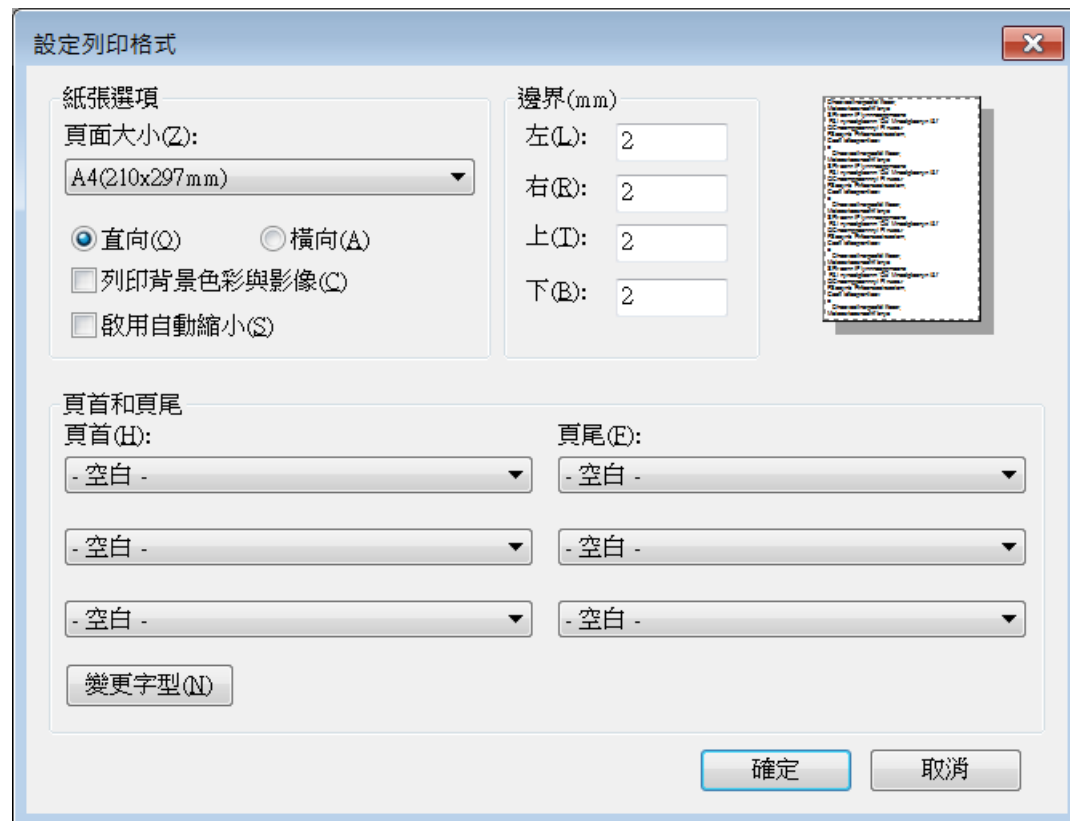 設定列印格式
紙張選項
頁面大小(Z):
A4(210x297mm)
直向(O)
橫向(A)
列印背景色彩與影像(C)
啟用自動縮小(S)
邊界(mm)
左(L): 2
右(R): 2
上(T): 2
下(B): 2
頁首和頁尾
頁首(H):
頁尾(F):
- 空白 -
- 空白 -
- 空白 -
- 空白 -
- 空白 -
- 空白 -
變更字型(N)
確定
取消